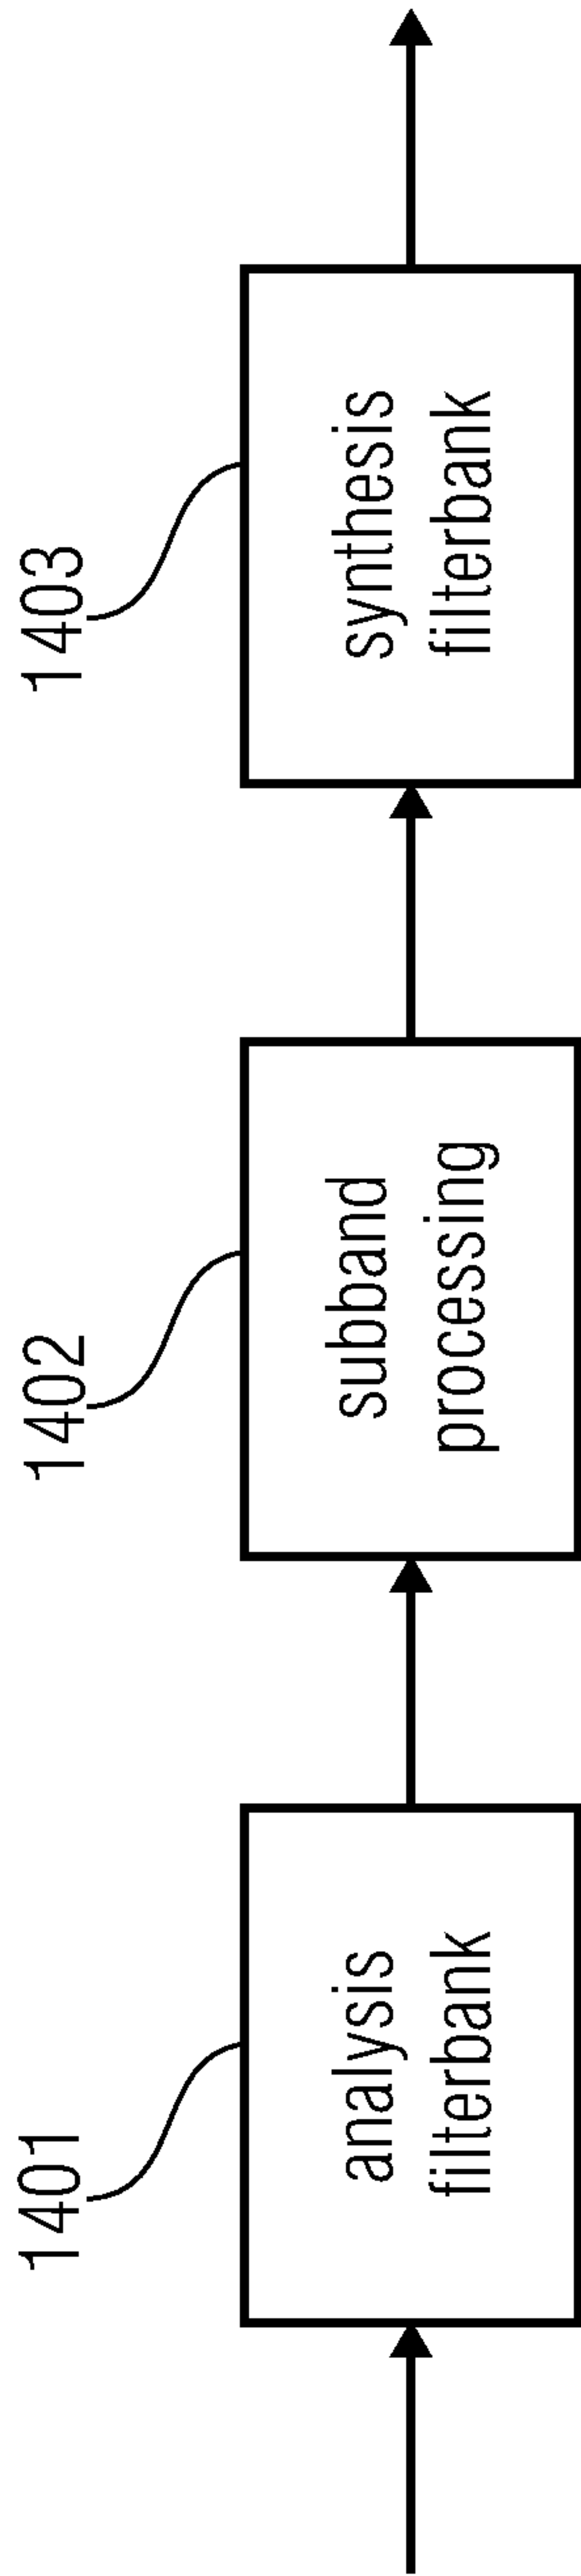 1401
analysis
filterbank
1402
subband
processing
1403
synthesis
filterbank